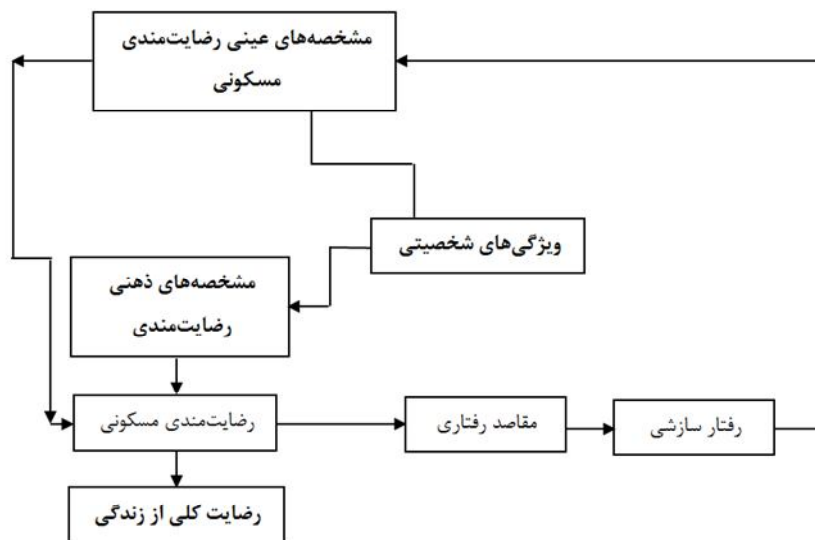 مشخصه‌های عینی رضایت‌مندی
مسکونی
ویژگی‌های شخصیتی
مشخصه‌های ذهنی
رضایت‌مندی
رضایت‌مندی مسکونی
مقاصد رفتاری
رفتار سازشی
رضایت کلی از زندگی